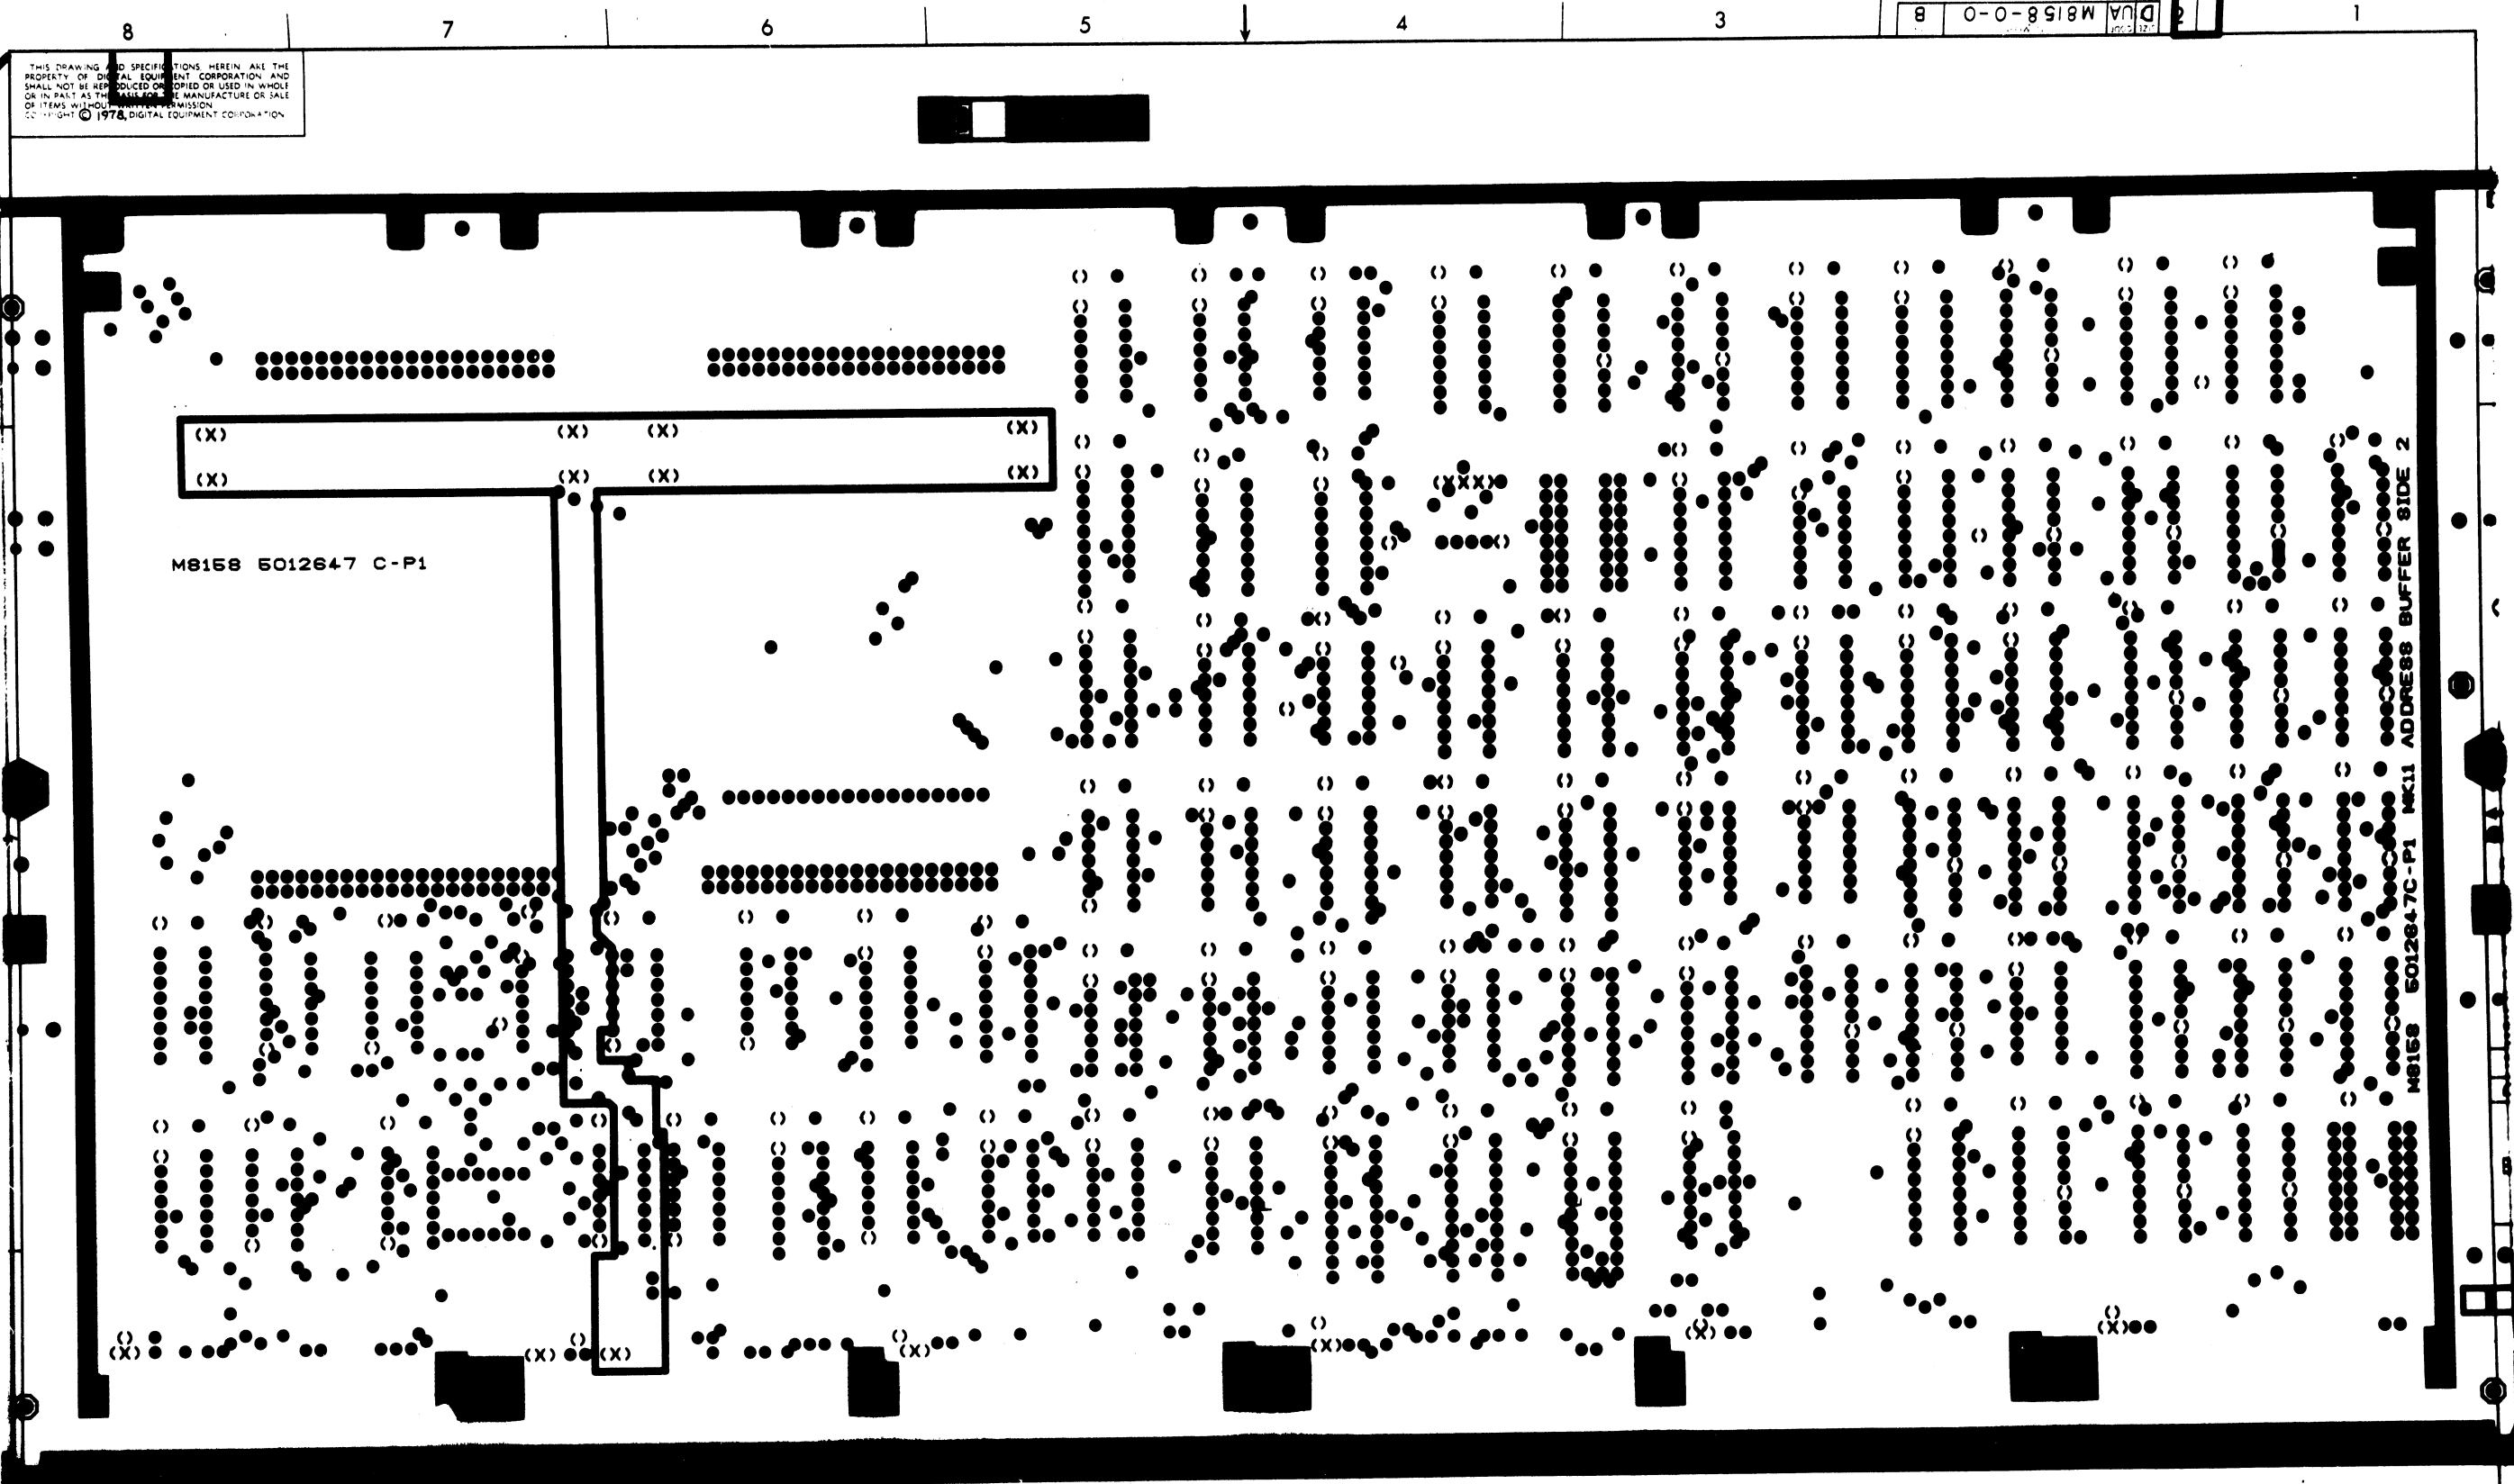 8 7 6 5 4 3 1
B M8158-0-0 UA D
THIS DRAWING AND SPECIFICATIONS, HEREIN ARE THE
PROPERTY OF DIGITAL EQUIPMENT CORPORATION AND
SHALL NOT BE REPRODUCED OR COPIED OR USED IN WHOLE
OR IN PART AS THE BASIS FOR THE MANUFACTURE OR SALE
OF ITEMS WITHOUT WRITTEN PERMISSION
COPYRIGHT © 1978, DIGITAL EQUIPMENT CORPORATION
M8158 5012647 C-P1
M8158 5012647C-P1 MK11 ADDRESS BUFFER SIDE 2